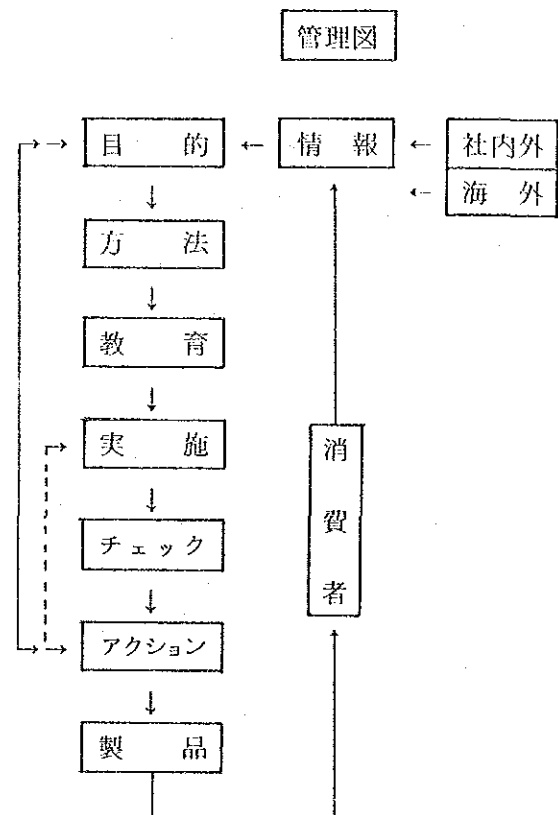 管理図
目的 ← 情報 ← 社内外
← 海外
↓
方法
↓
教育
↓
実施
↓
チェック
↓
アクション
↓
製品
消費者